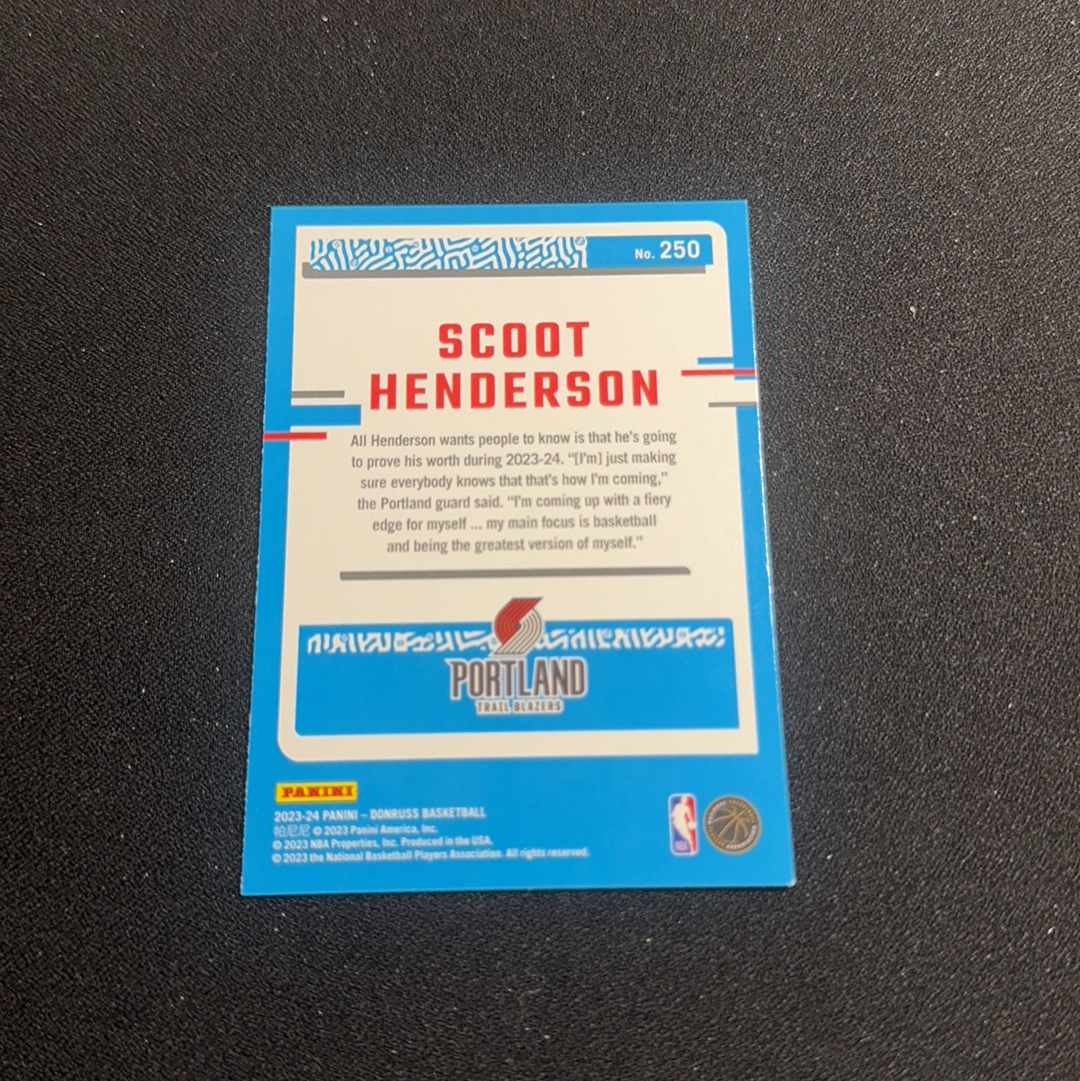 No. 250
SCOOT
HENDERSON
All Henderson wants people to know is that he's going
to prove his worth during 2023-24. “[I'm] just making
sure everybody knows that that's how I'm coming,”
the Portland guard said. “I'm coming up with a fiery
edge for myself ... my main focus is basketball
and being the greatest version of myself.”
PORTLAND
TRAIL BLAZERS
PANINI
2023-24 PANINI – DONRUSS BASKETBALL
帕尼尼 © 2023 Panini America, Inc.
© 2023 NBA Properties, Inc. Produced in the USA.
© 2023 the National Basketball Players Association. All rights reserved.